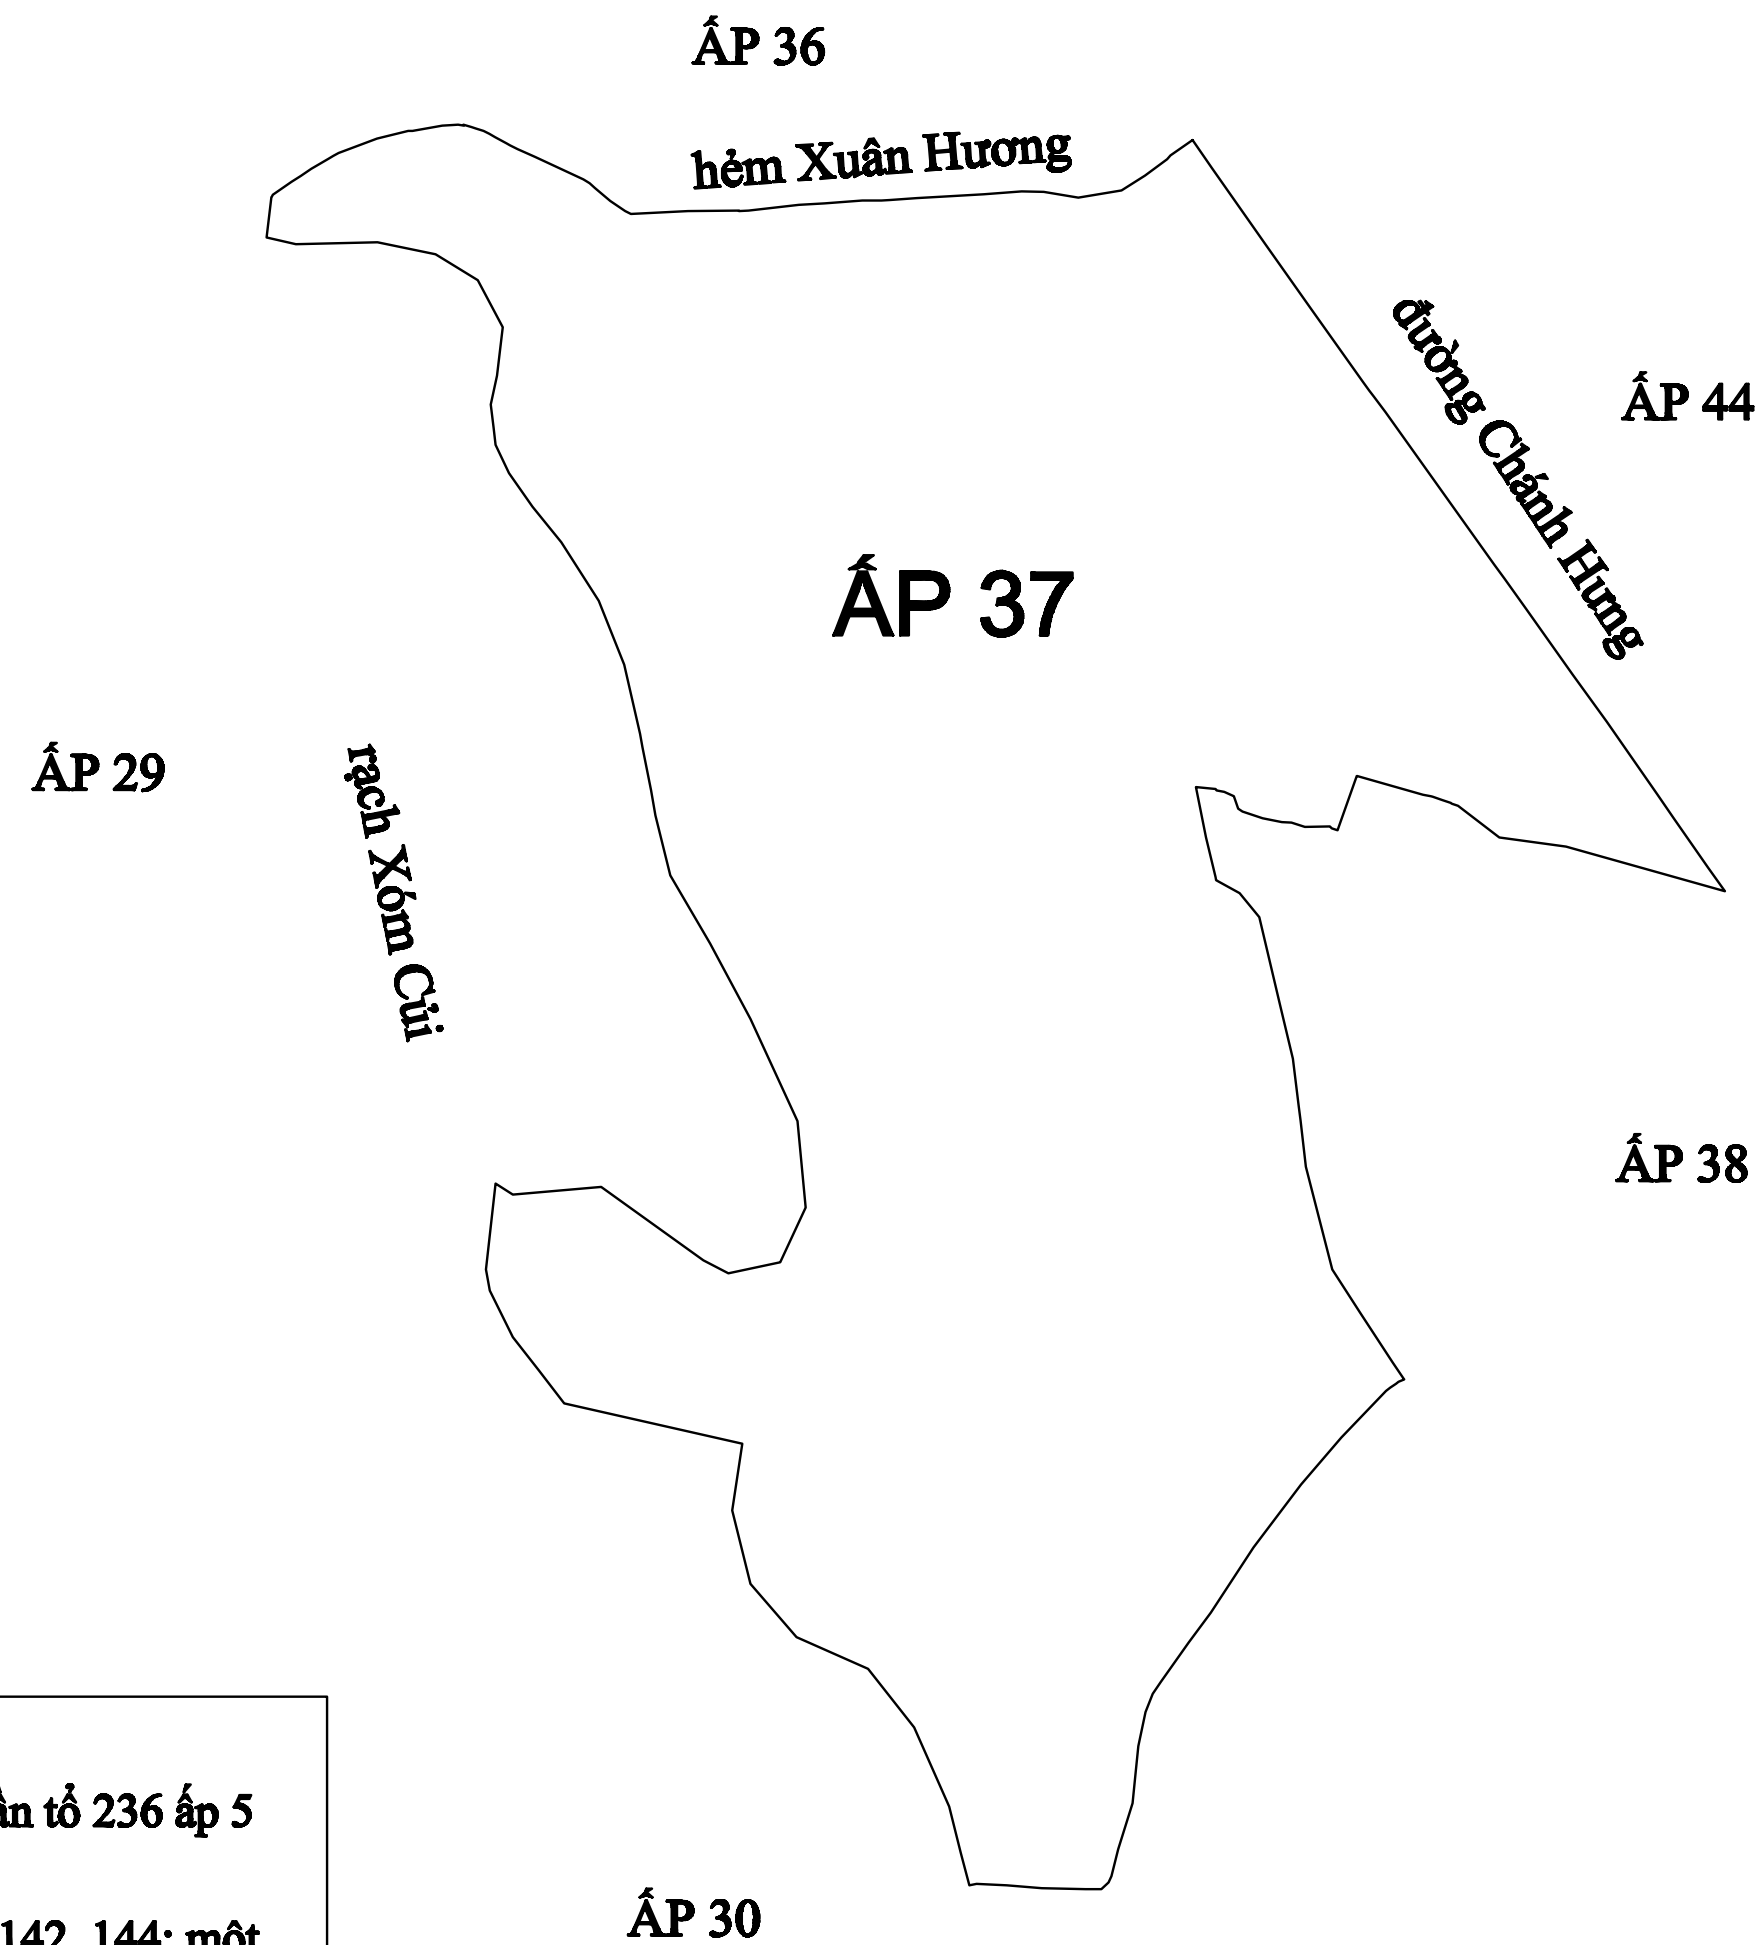 ẤP 36
hẻm Xuân Hương
đường Chánh Hưng
ẤP 44
ẤP 37
ẤP 29
rạch Xóm Củi
ẤP 38
tổ 236 ấp 5
ẤP 30
142, 144; một